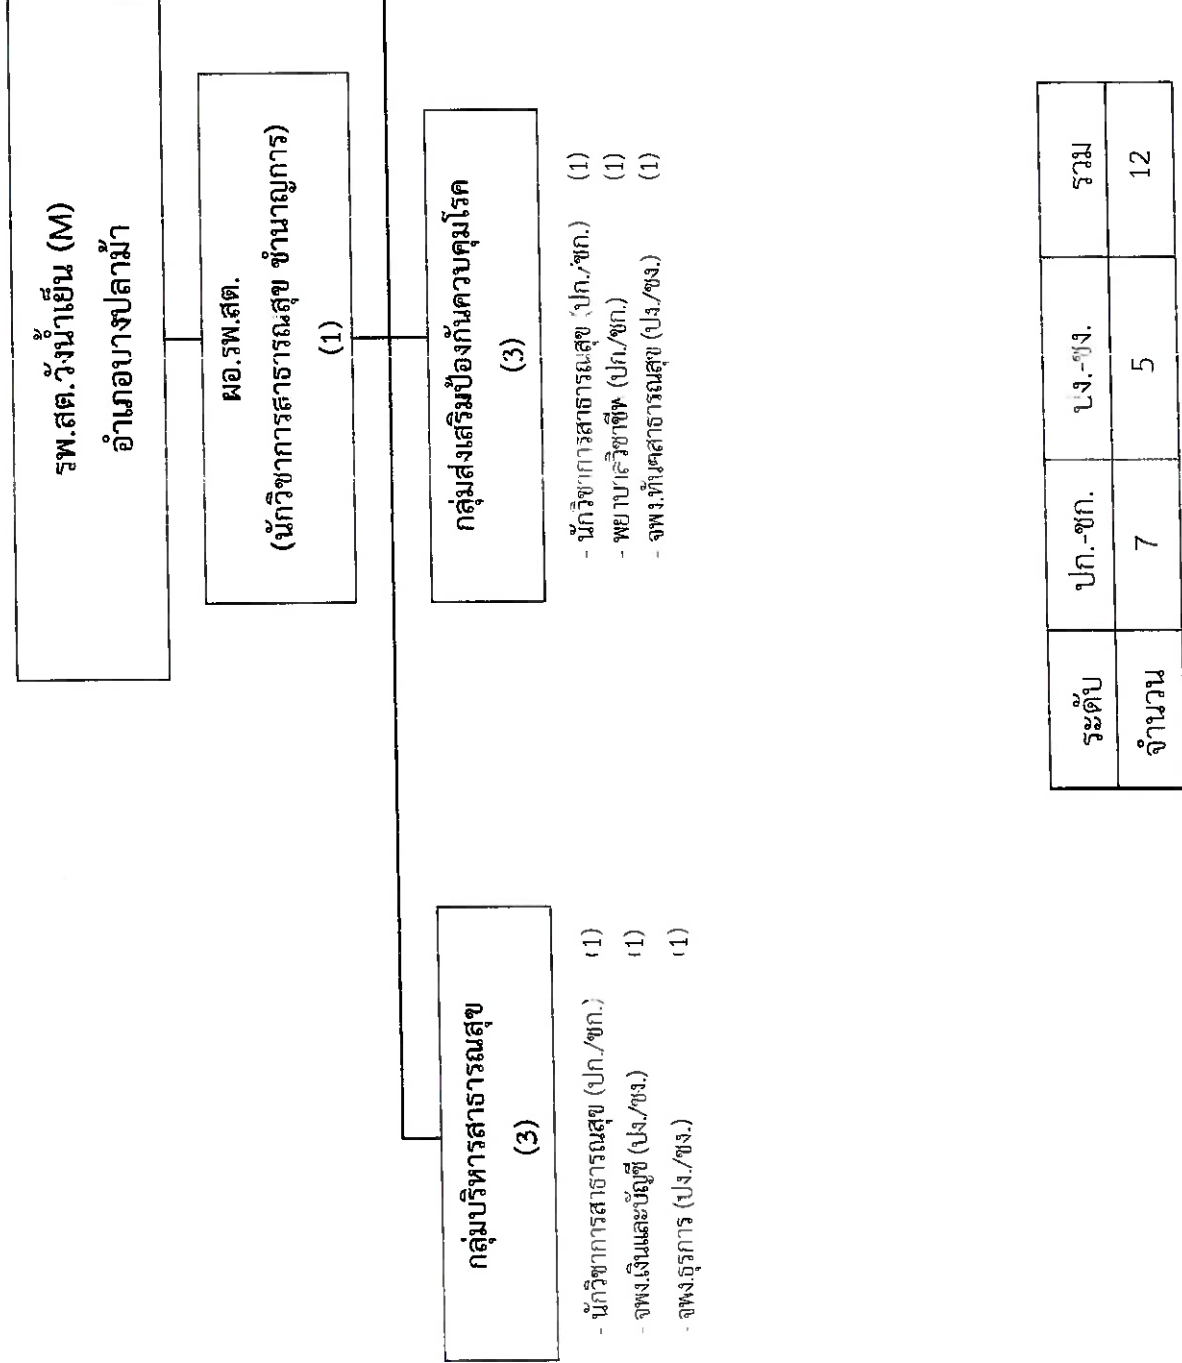 รพ.สต.วังน้ำเย็น (M)
อำเภอบางปลาม้า
ผอ.รพ.สต.
(นักวิชาการสาธารณสุข ชำนาญการ)
(1)
กลุ่มบริหารสาธารณสุข
(3)
- นักวิชาการสาธารณสุข (ปก./ชก.) (1)
- จพง.เงินและบัญชี (ปง./ชง.) (1)
- จพง.ธุรการ (ปง./ชง.) (1)
กลุ่มส่งเสริมป้องกันควบคุมโรค
(3)
- นักวิชาการสาธารณสุข (ปก./ชก.) (1)
- พยาบาลวิชาชีพ (ปก./ชก.) (1)
- จพง.ทันตสาธารณสุข (ปง./ชง.) (1)
ระดับ ปก.-ชก. ปง.-ชง. รวม
จำนวน 7 5 12